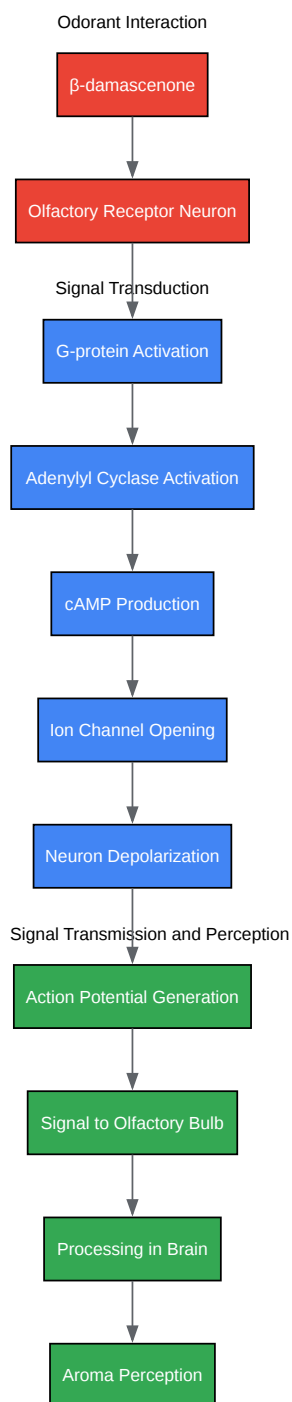 Odorant Interaction
β-damascenone
Olfactory Receptor Neuron
Signal Transduction
G-protein Activation
Adenylyl Cyclase Activation
cAMP Production
Ion Channel Opening
Neuron Depolarization
Signal Transmission and Perception
Action Potential Generation
Signal to Olfactory Bulb
Processing in Brain
Aroma Perception